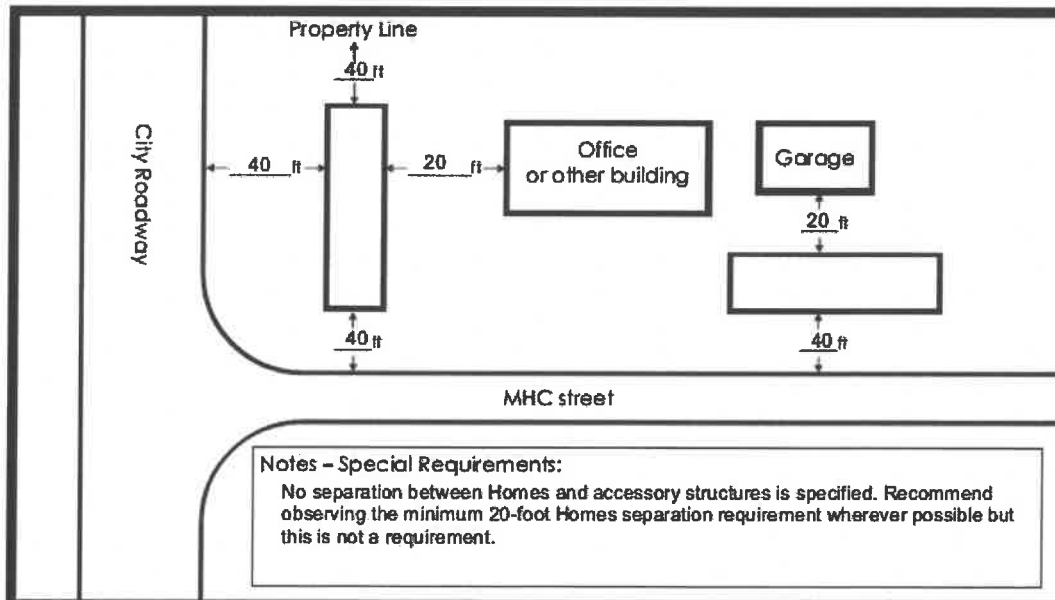 Property Line
40 ft
City Roadway
40 ft
20 ft
Office
or other building
Garage
20 ft
40 ft
40 ft
MHC street
Notes – Special Requirements:
No separation between Homes and accessory structures is specified. Recommend
observing the minimum 20-foot Homes separation requirement wherever possible but
this is not a requirement.